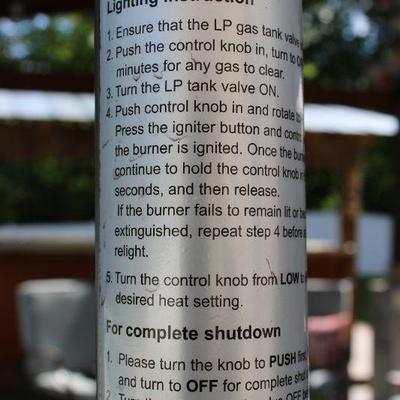 Lighting Instruction
1. Ensure that the LP gas tank valve
2. Push the control knob in, turn to
minutes for any gas to clear.
3. Turn the LP tank valve ON.
4. Push control knob in and rotate to
Press the igniter button and
the burner is ignited. Once the
continue to hold the control knob
seconds, and then release.
If the burner fails to remain lit or
extinguished, repeat step 4 before
relight.
5. Turn the control knob from LOW to
desired heat setting.
For complete shutdown
1. Please turn the knob to PUSH first,
and turn to OFF for complete
2. Turn